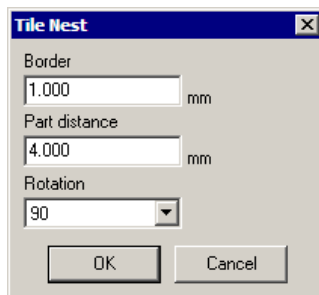 Tile Nest
Border
1.000 mm
Part distance
4.000 mm
Rotation
90
OK Cancel